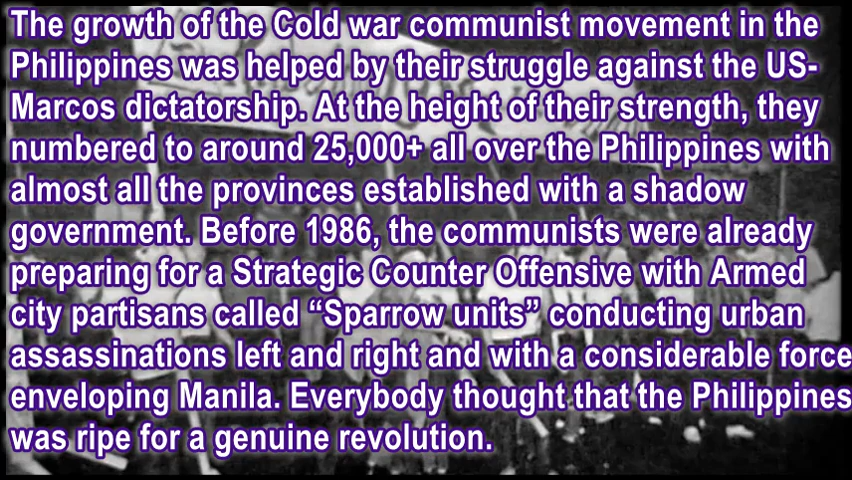 The growth of the Cold war communist movement in the
Philippines was helped by their struggle against the US-
Marcos dictatorship. At the height of their strength, they
numbered to around 25,000+ all over the Philippines with
almost all the provinces established with a shadow
government. Before 1986, the communists were already
preparing for a Strategic Counter Offensive with Armed
city partisans called “Sparrow units” conducting urban
assassinations left and right and with a considerable force
enveloping Manila. Everybody thought that the Philippines
was ripe for a genuine revolution.